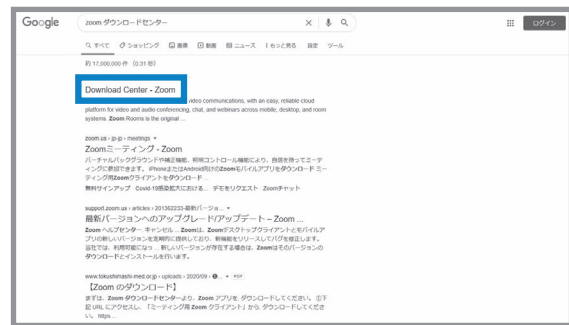 Google
zoom ダウンロードセンター
ログイン
すべて ショッピング 画像 動画 ニュース もっと見る 設定 ツール
約 17,000,000 件 (0.31 秒)
Download Center - Zoom
video communications, with an easy, reliable cloud
platform for video and audio conferencing, chat, and webinars across mobile, desktop, and room
systems. Zoom Rooms is the original ...
zoom.us › jp-jp › meetings
Zoomミーティング - Zoom
バーチャルバックグラウンドや補正機能、照明コントロール機能により、自信を持ってミーテ
ィングに参加できます。 iPhoneまたはAndroid向けのZoomモバイルアプリをダウンロード ミー
ティング用Zoomクライアントをダウンロード ...
無料サインアップ · Covid-19感染拡大における... · デモをリクエスト · Zoomチャット
support.zoom.us › articles › 201362233-最新バージョ...
最新バージョンへのアップグレード/アップデート – Zoom ...
Zoom ヘルプセンター · キャンセル ... Zoomは、Zoomデスクトップクライアントとモバイルア
プリの新しいバージョンを定期的に提供しており、新機能をリリースしてバグを修正します。
当社では、利用可能になっ ... 新しいバージョンが存在する場合は、Zoomはそのバージョンの
ダウンロードとインストールを行います。
www.tokushimashi-med.or.jp › uploads › 2020/09 PDF
【Zoom のダウンロード】
まずは、Zoom ダウンロードセンターより、Zoom アプリを ダウンロードしてください。 ①下
記 URL にアクセスし、「ミーティング用 Zoom クライアント」から ダウンロードしてくださ
い。 https ...